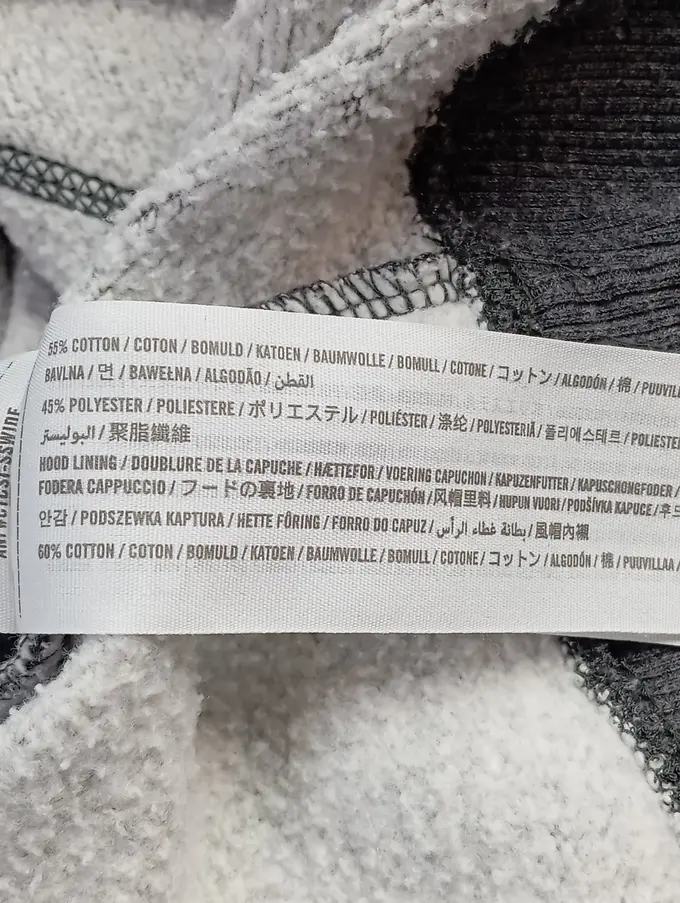 55% COTTON / COTON / BOMULD / KATOEN / BAUMWOLLE / BOMULL / COTONE / コットン / ALGODÓN / 棉 / PUUVIL
BAVLNA / 면 / BAWEŁNA / ALGODÃO / القطن
45% POLYESTER / POLIESTERE / ポリエステル / POLIÉSTER / 涤纶 / POLYESTERIÄ / 폴리에스테르 / POLIESTE
البوليستر / 聚脂纖維
HOOD LINING / DOUBLURE DE LA CAPUCHE / HÆTTEFOR / VOERING CAPUCHON / KAPUZENFUTTER / KAPUSCHONGFODER /
FODERA CAPPUCCIO / フードの裏地 / FORRO DE CAPUCHÓN / 风帽里料 / HUPUN VUORI / PODŠÍVKA KAPUCE / 후드
안감 / PODSZEWKA KAPTURA / HETTE FÔRING / FORRO DO CAPUZ / بطانة غطاء الرأس / 風帽內襯
60% COTTON / COTON / BOMULD / KATOEN / BAUMWOLLE / BOMULL / COTONE / コットン / ALGODÓN / 棉 / PUUVILLAA /